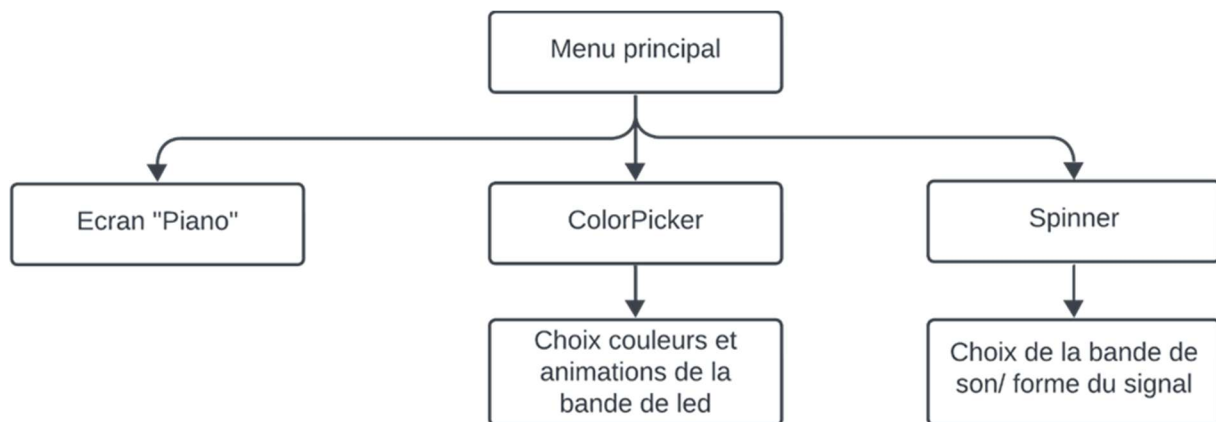 Menu principal
Ecran "Piano"
ColorPicker
Spinner
Choix couleurs et
animations de la
bande de led
Choix de la bande de
son/ forme du signal